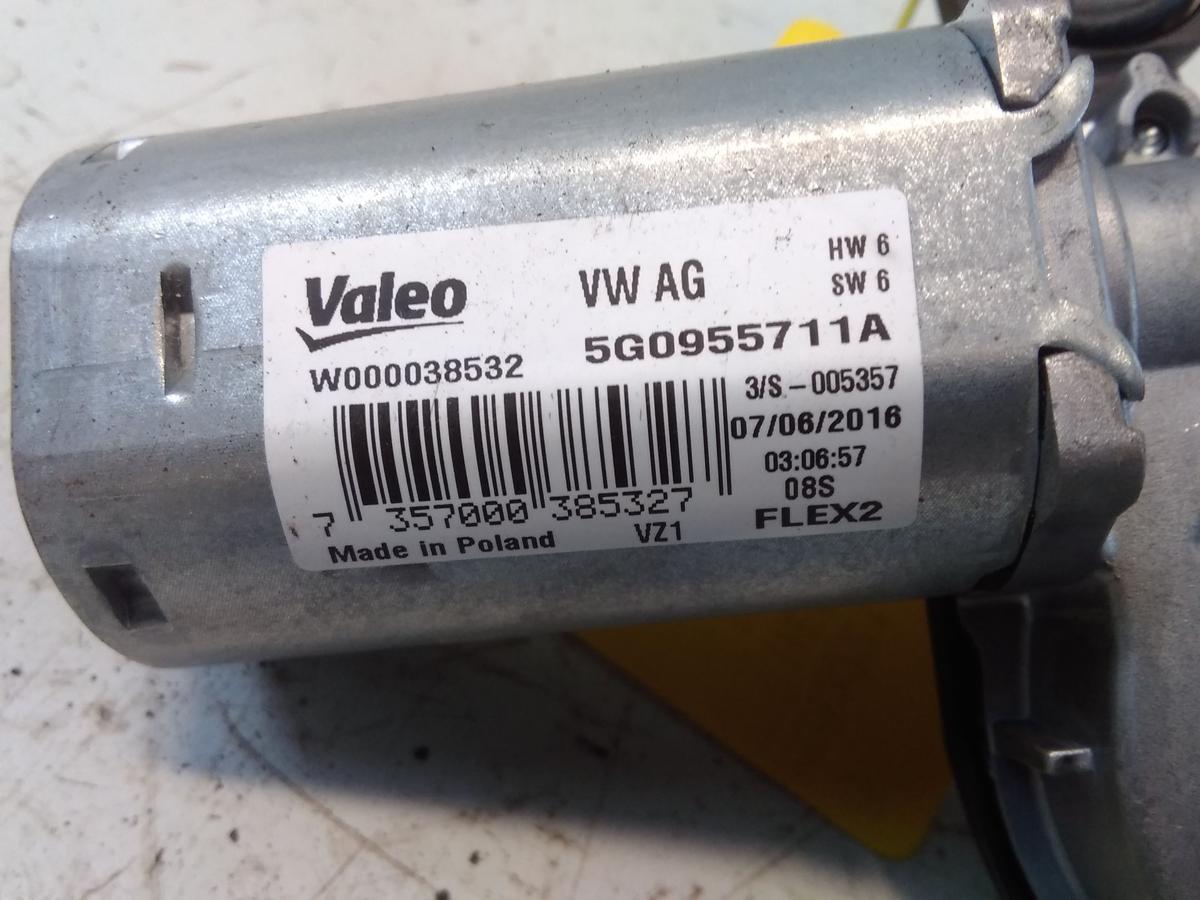 Valeo
VW AG
HW 6
SW 6
5G0955711A
W000038532
3/S.-005357
07/06/2016
03:06:57
08S
7 357000 385327
FLEX2
Made in Poland
VZ1